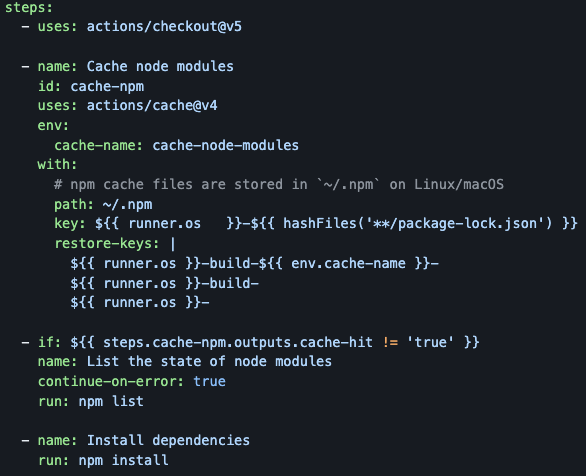 steps:
  - uses: actions/checkout@v5

  - name: Cache node modules
    id: cache-npm
    uses: actions/cache@v4
    env:
      cache-name: cache-node-modules
    with:
      # npm cache files are stored in `~/.npm` on Linux/macOS
      path: ~/.npm
      key: ${{ runner.os   }}-${{ hashFiles('**/package-lock.json') }}
      restore-keys: |
        ${{ runner.os }}-build-${{ env.cache-name }}-
        ${{ runner.os }}-build-
        ${{ runner.os }}-

  - if: ${{ steps.cache-npm.outputs.cache-hit != 'true' }}
    name: List the state of node modules
    continue-on-error: true
    run: npm list

  - name: Install dependencies
    run: npm install